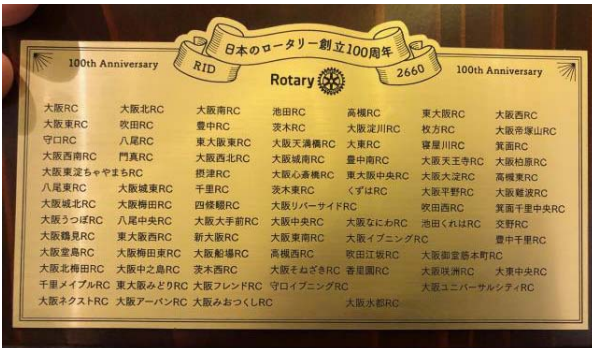 日本のロータリー創立100周年
RID 2660
100th Anniversary 100th Anniversary
Rotary
大阪RC 大阪北RC 大阪南RC 池田RC 高槻RC 東大阪RC 大阪西RC
大阪東RC 吹田RC 豊中RC 茨木RC 大阪淀川RC 枚方RC 大阪帝塚山RC
守口RC 八尾RC 東大阪東RC 大阪天満橋RC 大東RC 寝屋川RC 箕面RC
大阪西南RC 門真RC 大阪西北RC 大阪城南RC 豊中南RC 大阪天王寺RC 大阪柏原RC
大阪東淀ちゃやまちRC 摂津RC 大阪心斎橋RC 東大阪中央RC 大阪大淀RC 高槻東RC
八尾東RC 大阪城東RC 千里RC 茨木東RC くずはRC 大阪平野RC 大阪難波RC
大阪城北RC 大阪梅田RC 四條畷RC 大阪リバーサイドRC 吹田西RC 箕面千里中央RC
大阪うつぼRC 八尾中央RC 大阪大手前RC 大阪中央RC 大阪なにわRC 池田くれはRC 交野RC
大阪鶴見RC 東大阪西RC 新大阪RC 大阪東南RC 大阪イブニングRC 豊中千里RC
大阪堂島RC 大阪梅田東RC 大阪船場RC 高槻西RC 吹田江坂RC 大阪御堂筋本町RC
大阪北梅田RC 大阪中之島RC 茨木西RC 大阪そねざきRC 香里園RC 大阪咲洲RC 大東中央RC
千里メイプルRC 東大阪みどりRC 大阪フレンドRC 守口イブニングRC 大阪ユニバーサルシティRC
大阪ネクストRC 大阪アーバンRC 大阪みおつくしRC 大阪水都RC